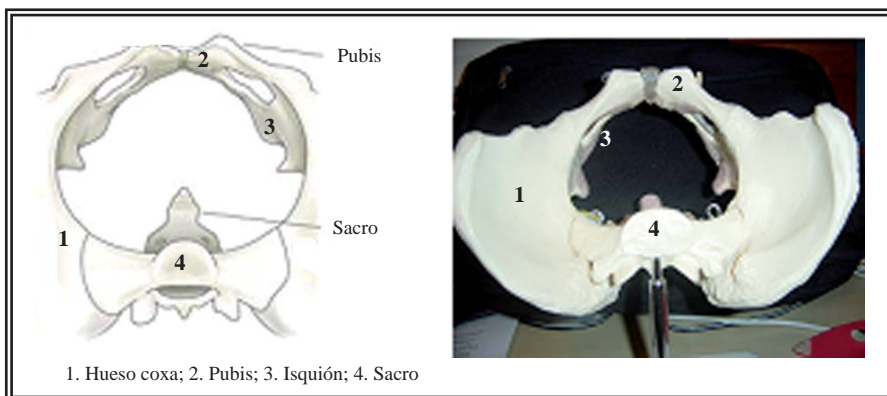 Pubis
2
3
Sacro
1
4
2
3
1
4
1. Hueso coxa; 2. Pubis; 3. Isquión; 4. Sacro